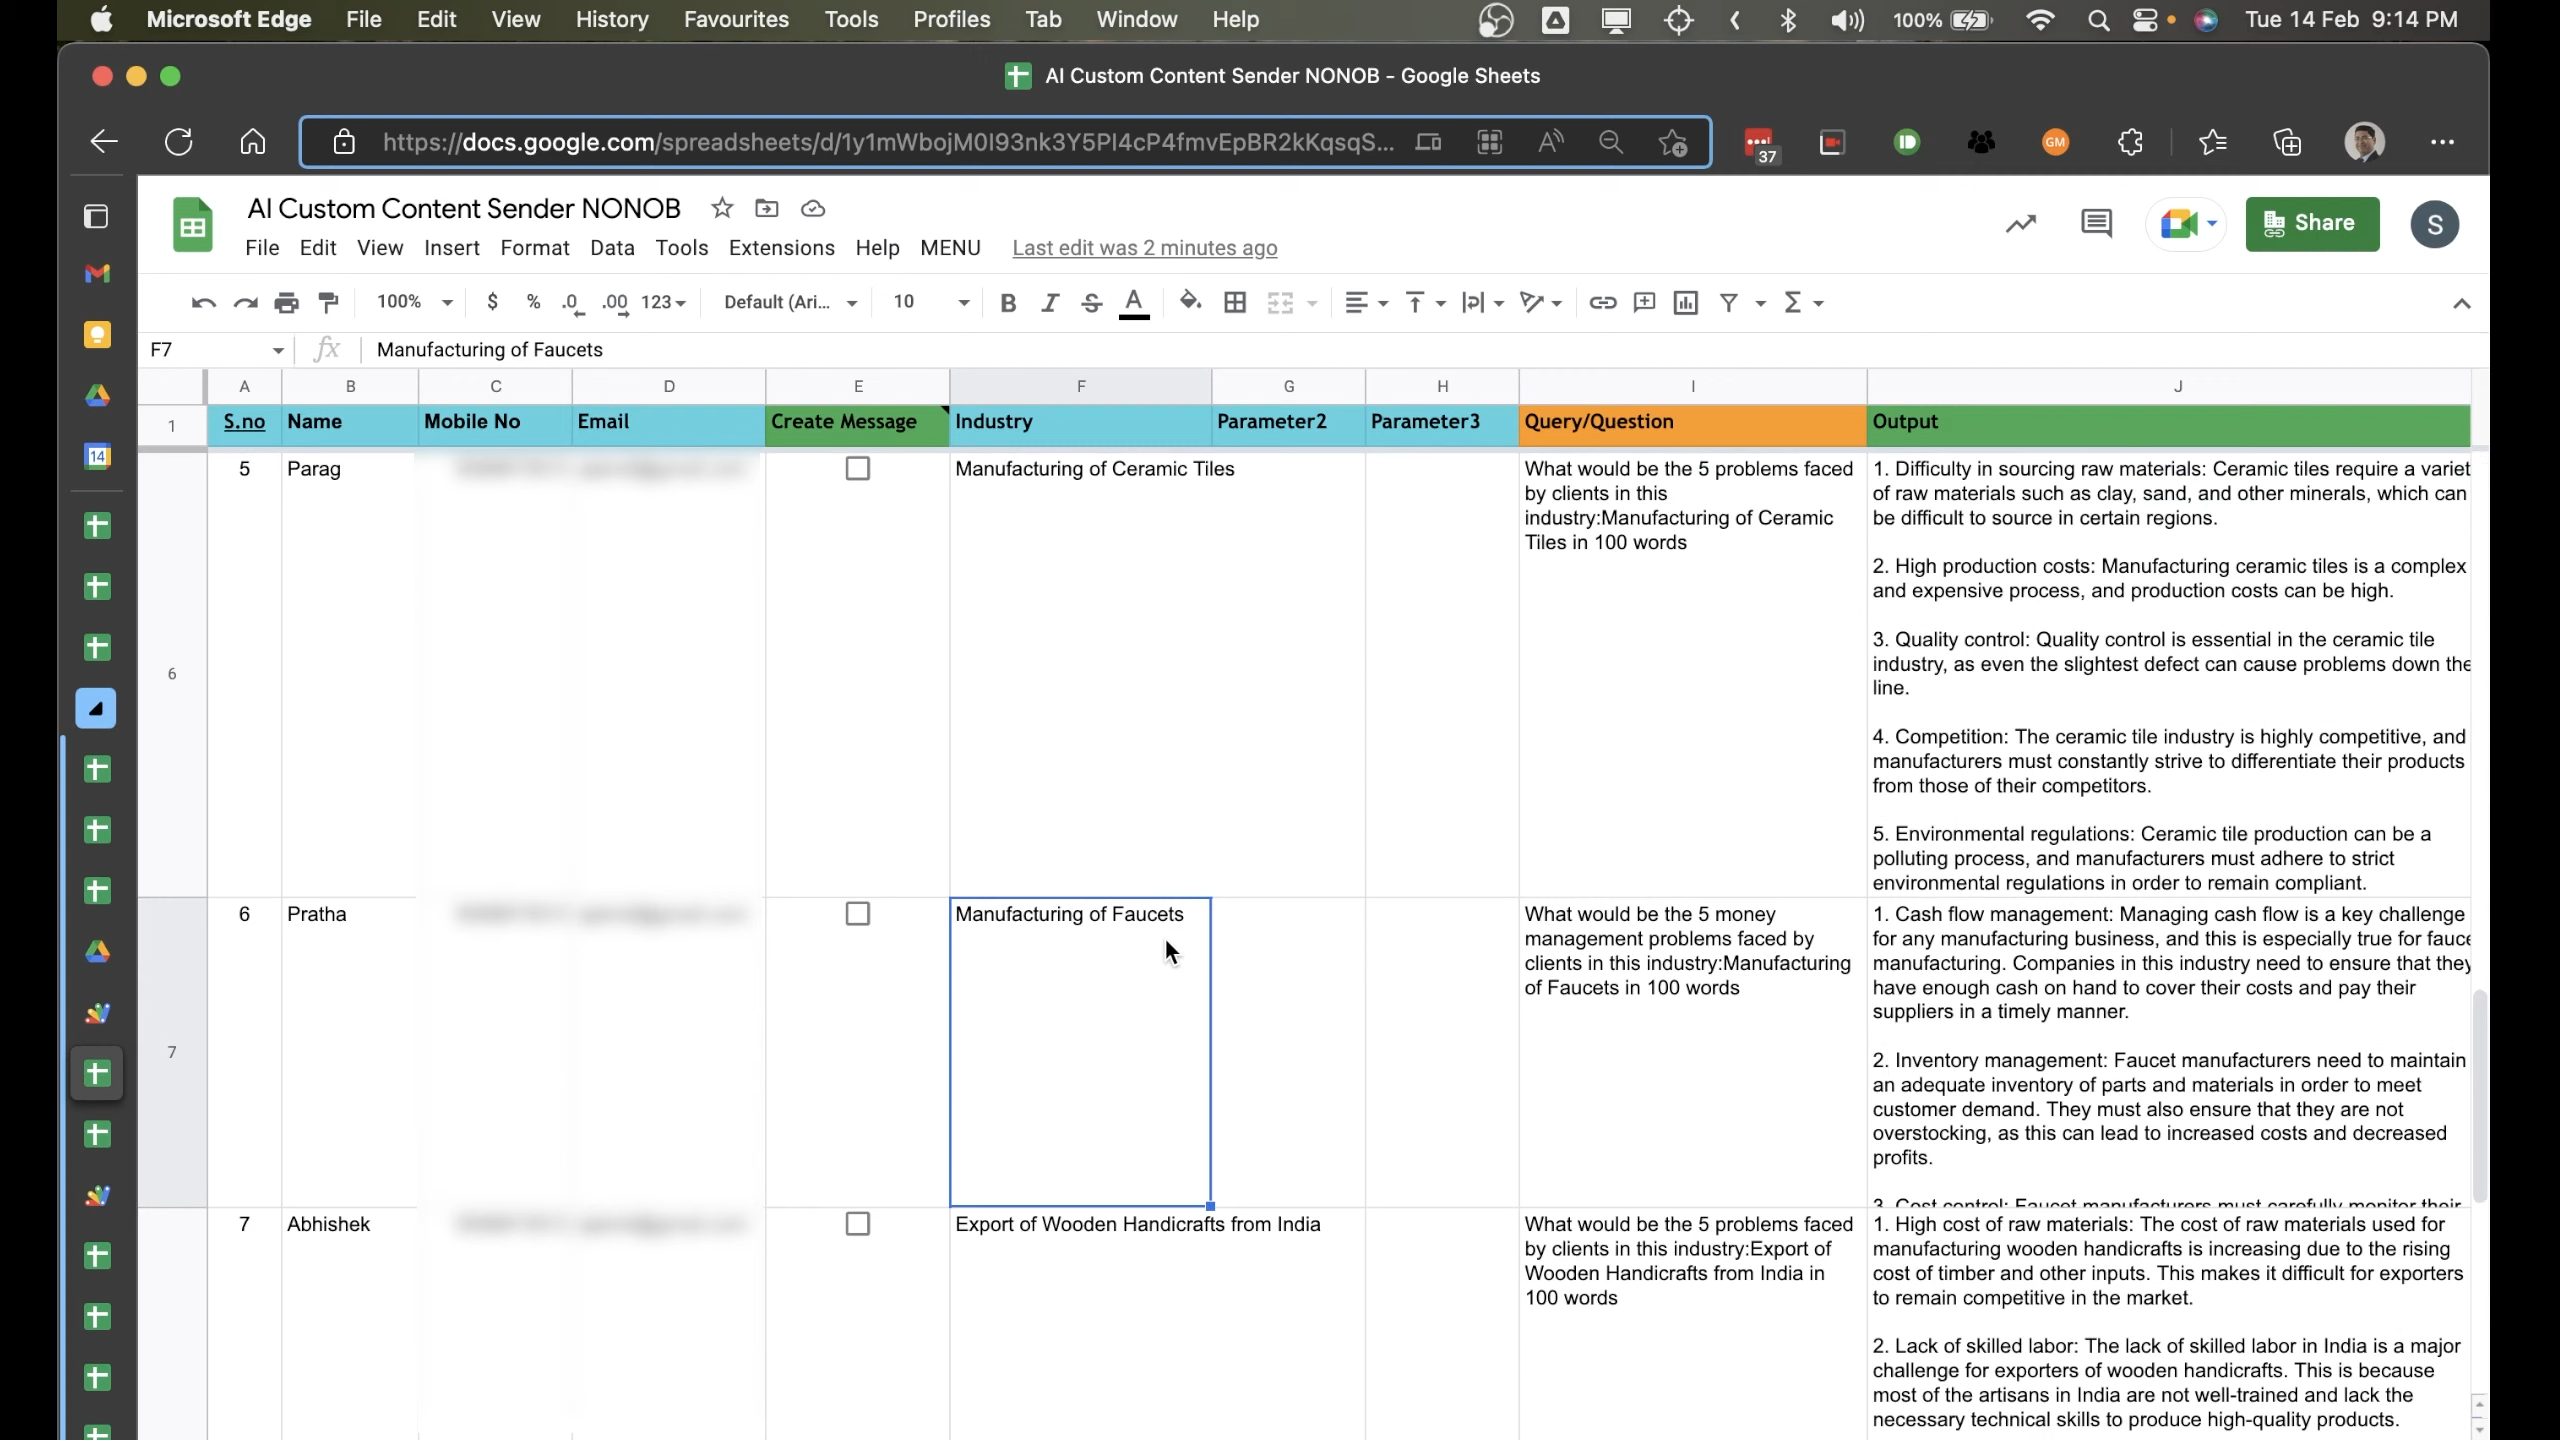 Microsoft Edge File Edit View History Favourites Tools Profiles Tab Window Help 100% Tue 14 Feb 9:14 PM
AI Custom Content Sender NONOB - Google Sheets
https://docs.google.com/spreadsheets/d/1y1mWbojM0I93nk3Y5PI4cP4fmvEpBR2kKqsqS... 37 GM
AI Custom Content Sender NONOB
Share
S
File Edit View Insert Format Data Tools Extensions Help MENU Last edit was 2 minutes ago
100% $ % .0 .00 123 Default (Ari... 10 B I S A
F7 fx Manufacturing of Faucets
14
A B C D E F G H I J
1 S.no Name Mobile No Email Create Message Industry Parameter2 Parameter3 Query/Question Output
6
5 Parag
Manufacturing of Ceramic Tiles
What would be the 5 problems faced
by clients in this
industry:Manufacturing of Ceramic
Tiles in 100 words
1. Difficulty in sourcing raw materials: Ceramic tiles require a variet
of raw materials such as clay, sand, and other minerals, which can
be difficult to source in certain regions.
2. High production costs: Manufacturing ceramic tiles is a complex
and expensive process, and production costs can be high.
3. Quality control: Quality control is essential in the ceramic tile
industry, as even the slightest defect can cause problems down the
line.
4. Competition: The ceramic tile industry is highly competitive, and
manufacturers must constantly strive to differentiate their products
from those of their competitors.
5. Environmental regulations: Ceramic tile production can be a
polluting process, and manufacturers must adhere to strict
environmental regulations in order to remain compliant.
7
6 Pratha
Manufacturing of Faucets
What would be the 5 money
management problems faced by
clients in this industry:Manufacturing
of Faucets in 100 words
1. Cash flow management: Managing cash flow is a key challenge
for any manufacturing business, and this is especially true for fauce
manufacturing. Companies in this industry need to ensure that they
have enough cash on hand to cover their costs and pay their
suppliers in a timely manner.
2. Inventory management: Faucet manufacturers need to maintain
an adequate inventory of parts and materials in order to meet
customer demand. They must also ensure that they are not
overstocking, as this can lead to increased costs and decreased
profits.
3. Cost control: Faucet manufacturers must carefully monitor their
7 Abhishek
Export of Wooden Handicrafts from India
What would be the 5 problems faced
by clients in this industry:Export of
Wooden Handicrafts from India in
100 words
1. High cost of raw materials: The cost of raw materials used for
manufacturing wooden handicrafts is increasing due to the rising
cost of timber and other inputs. This makes it difficult for exporters
to remain competitive in the market.
2. Lack of skilled labor: The lack of skilled labor in India is a major
challenge for exporters of wooden handicrafts. This is because
most of the artisans in India are not well-trained and lack the
necessary technical skills to produce high-quality products.